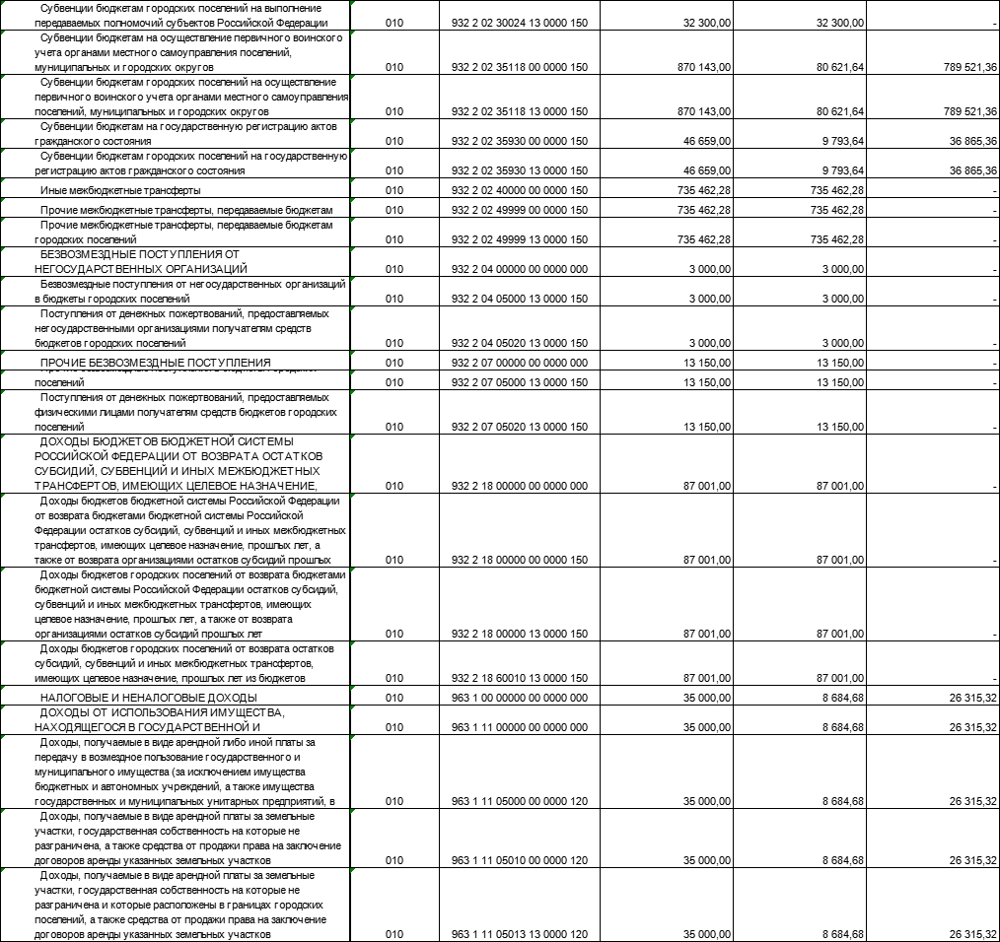 Субвенции бюджетам городских поселений на выполнение
передаваемых полномочий субъектов Российской Федерации 010 932 2 02 30024 13 0000 150 32 300,00 32 300,00 -
Субвенции бюджетам на осуществление первичного воинского
учета органами местного самоуправления поселений,
муниципальных и городских округов 010 932 2 02 35118 00 0000 150 870 143,00 80 621,64 789 521,36
Субвенции бюджетам городских поселений на осуществление
первичного воинского учета органами местного самоуправления
поселений, муниципальных и городских округов 010 932 2 02 35118 13 0000 150 870 143,00 80 621,64 789 521,36
Субвенции бюджетам на государственную регистрацию актов
гражданского состояния 010 932 2 02 35930 00 0000 150 46 659,00 9 793,64 36 865,36
Субвенции бюджетам городских поселений на государственную
регистрацию актов гражданского состояния 010 932 2 02 35930 13 0000 150 46 659,00 9 793,64 36 865,36
Иные межбюджетные трансферты 010 932 2 02 40000 00 0000 150 735 462,28 735 462,28 -
Прочие межбюджетные трансферты, передаваемые бюджетам 010 932 2 02 49999 00 0000 150 735 462,28 735 462,28 -
Прочие межбюджетные трансферты, передаваемые бюджетам
городских поселений 010 932 2 02 49999 13 0000 150 735 462,28 735 462,28 -
БЕЗВОЗМЕЗДНЫЕ ПОСТУПЛЕНИЯ ОТ
НЕГОСУДАРСТВЕННЫХ ОРГАНИЗАЦИЙ 010 932 2 04 00000 00 0000 000 3 000,00 3 000,00 -
Безвозмездные поступления от негосударственных организаций
в бюджеты городских поселений 010 932 2 04 05000 13 0000 150 3 000,00 3 000,00 -
Поступления от денежных пожертвований, предоставляемых
негосударственными организациями получателям средств
бюджетов городских поселений 010 932 2 04 05020 13 0000 150 3 000,00 3 000,00 -
ПРОЧИЕ БЕЗВОЗМЕЗДНЫЕ ПОСТУПЛЕНИЯ 010 932 2 07 00000 00 0000 000 13 150,00 13 150,00 -
поселений 010 932 2 07 05000 13 0000 150 13 150,00 13 150,00 -
Поступления от денежных пожертвований, предоставляемых
физическими лицами получателям средств бюджетов городских
поселений 010 932 2 07 05020 13 0000 150 13 150,00 13 150,00 -
ДОХОДЫ БЮДЖЕТОВ БЮДЖЕТНОЙ СИСТЕМЫ
РОССИЙСКОЙ ФЕДЕРАЦИИ ОТ ВОЗВРАТА ОСТАТКОВ
СУБСИДИЙ, СУБВЕНЦИЙ И ИНЫХ МЕЖБЮДЖЕТНЫХ
ТРАНСФЕРТОВ, ИМЕЮЩИХ ЦЕЛЕВОЕ НАЗНАЧЕНИЕ, 010 932 2 18 00000 00 0000 000 87 001,00 87 001,00 -
Доходы бюджетов бюджетной системы Российской Федерации
от возврата бюджетами бюджетной системы Российской
Федерации остатков субсидий, субвенций и иных межбюджетных
трансфертов, имеющих целевое назначение, прошлых лет, а
также от возврата организациями остатков субсидий прошлых 010 932 2 18 00000 00 0000 150 87 001,00 87 001,00 -
Доходы бюджетов городских поселений от возврата бюджетами
бюджетной системы Российской Федерации остатков субсидий,
субвенций и иных межбюджетных трансфертов, имеющих
целевое назначение, прошлых лет, а также от возврата
организациями остатков субсидий прошлых лет 010 932 2 18 00000 13 0000 150 87 001,00 87 001,00 -
Доходы бюджетов городских поселений от возврата остатков
субсидий, субвенций и иных межбюджетных трансфертов,
имеющих целевое назначение, прошлых лет из бюджетов 010 932 2 18 60010 13 0000 150 87 001,00 87 001,00 -
НАЛОГОВЫЕ И НЕНАЛОГОВЫЕ ДОХОДЫ 010 963 1 00 00000 00 0000 000 35 000,00 8 684,68 26 315,32
ДОХОДЫ ОТ ИСПОЛЬЗОВАНИЯ ИМУЩЕСТВА,
НАХОДЯЩЕГОСЯ В ГОСУДАРСТВЕННОЙ И 010 963 1 11 00000 00 0000 000 35 000,00 8 684,68 26 315,32
Доходы, получаемые в виде арендной либо иной платы за
передачу в возмездное пользование государственного и
муниципального имущества (за исключением имущества
бюджетных и автономных учреждений, а также имущества
государственных и муниципальных унитарных предприятий, в 010 963 1 11 05000 00 0000 120 35 000,00 8 684,68 26 315,32
Доходы, получаемые в виде арендной платы за земельные
участки, государственная собственность на которые не
разграничена, а также средства от продажи права на заключение
договоров аренды указанных земельных участков 010 963 1 11 05010 00 0000 120 35 000,00 8 684,68 26 315,32
Доходы, получаемые в виде арендной платы за земельные
участки, государственная собственность на которые не
разграничена и которые расположены в границах городских
поселений, а также средства от продажи права на заключение
договоров аренды указанных земельных участков 010 963 1 11 05013 13 0000 120 35 000,00 8 684,68 26 315,32